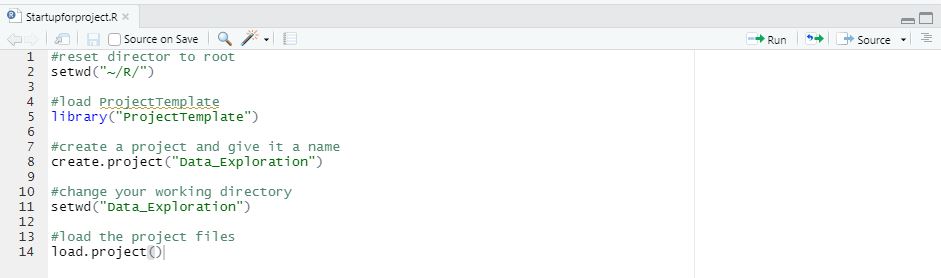 Startupforproject.R
Source on Save
Run
Source
1 #reset director to root
2 setwd("~/R/")
3
4 #load ProjectTemplate
5 library("ProjectTemplate")
6
7 #create a project and give it a name
8 create.project("Data_Exploration")
9
10 #change your working directory
11 setwd("Data_Exploration")
12
13 #load the project files
14 load.project()